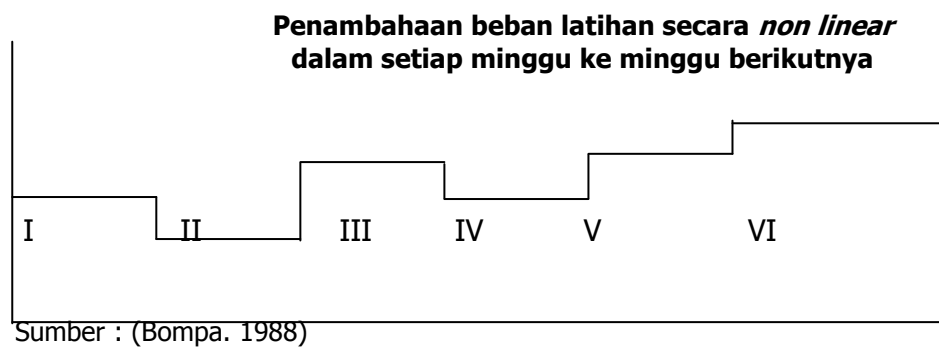 Penambahaan beban latihan secara non linear
dalam setiap minggu ke minggu berikutnya
I II III IV V VI
Sumber : (Bompa. 1988)